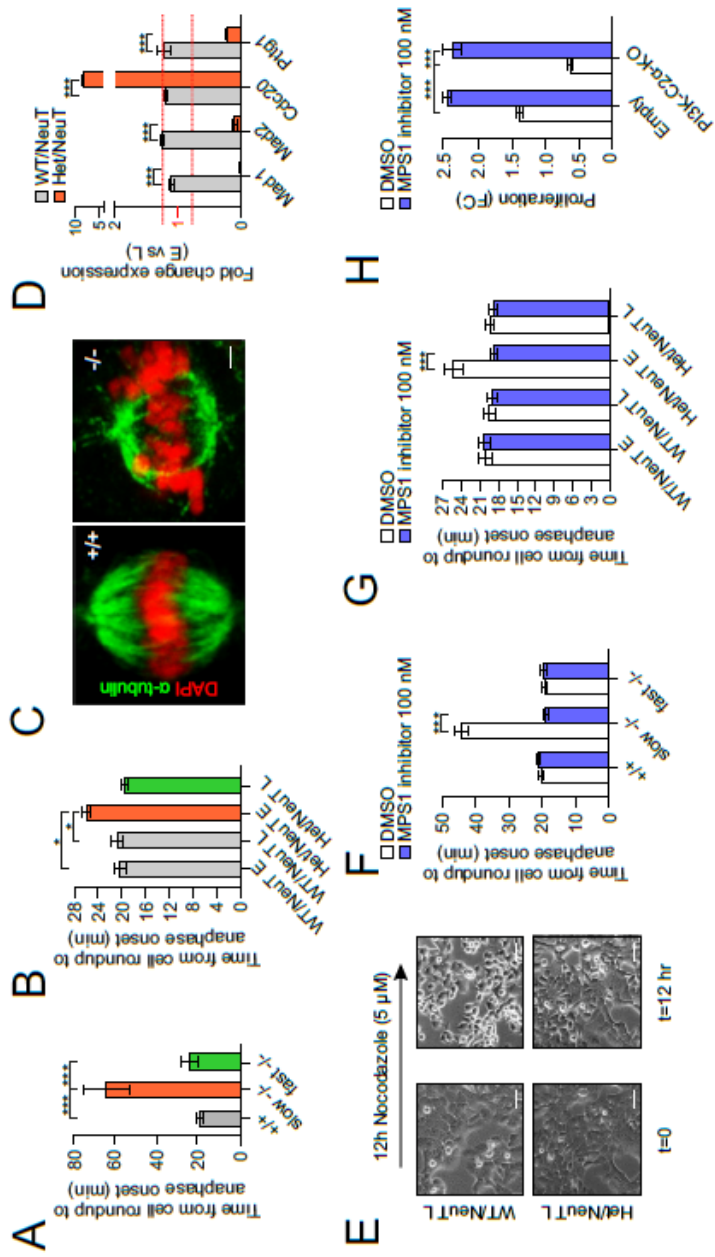 A
Time from cell roundup to
anaphase onset (min)
80
60
40
20
0
*** ***
+/+
slow -/-
fast -/-
B
Time from cell roundup to
anaphase onset (min)
28
24
20
16
12
8
4
0
*
*
WT/NeuT E
WT/NeuT L
Het/NeuT E
Het/NeuT L
C
DAPI α-tubulin
+/+
-/-
D
WT/NeuT
Het/NeuT
Fold change expression
(E vs L)
10
5
2
1
0
***
***
***
***
Mad1
Mad2
Cdc20
Pttg1
E
12h Nocodazole (5 µM)
WT/NeuT L
Het/NeuT L
t=0
t=12 hr
F
DMSO
MPS1 inhibitor 100 nM
Time from cell roundup to
anaphase onset (min)
50
40
30
20
10
0
***
+/+
slow -/-
fast -/-
G
DMSO
MPS1 inhibitor 100 nM
Time from cell roundup to
anaphase onset (min)
27
24
21
18
15
12
9
6
3
0
***
WT/NeuT E
WT/NeuT L
Het/NeuT E
Het/NeuT L
H
DMSO
MPS1 inhibitor 100 nM
Proliferation (FC)
2.5
2.0
1.5
1.0
0.5
0
*** ***
Empty
PI3K-C2α-KO